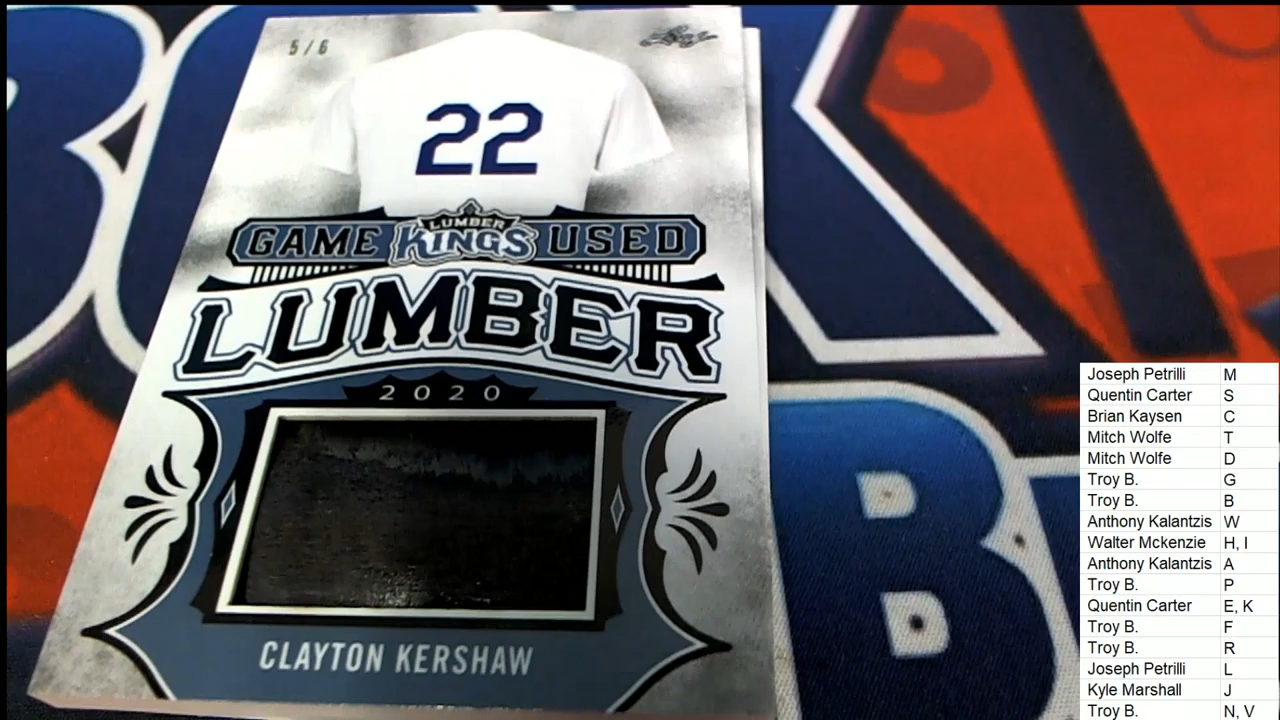 5/6
Leaf
22
LUMBER
GAME KINGS USED
LUMBER
2020
CLAYTON KERSHAW
B
Joseph Petrilli M
Quentin Carter S
Brian Kaysen C
Mitch Wolfe T
Mitch Wolfe D
Troy B. G
Troy B. B
Anthony Kalantzis W
Walter Mckenzie H, I
Anthony Kalantzis A
Troy B. P
Quentin Carter E, K
Troy B. F
Troy B. R
Joseph Petrilli L
Kyle Marshall J
Troy B. N, V